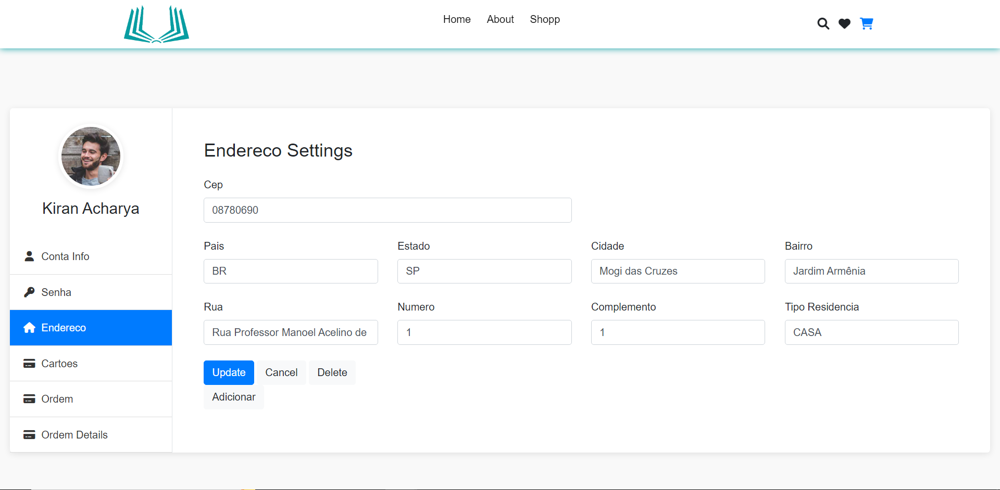 Home About Shopp
Kiran Acharya
Conta Info
Senha
Endereco
Cartoes
Ordem
Ordem Details
Endereco Settings
Cep
08780690
Pais Estado Cidade Bairro
BR SP Mogi das Cruzes Jardim Armênia
Rua Numero Complemento Tipo Residencia
Rua Professor Manoel Acelino de 1 1 CASA
Update Cancel Delete
Adicionar